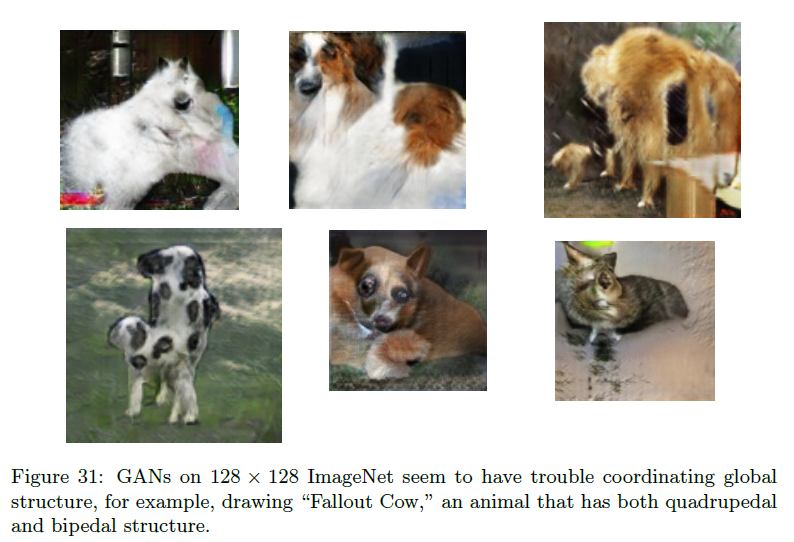 Figure 31: GANs on 128 × 128 ImageNet seem to have trouble coordinating global
structure, for example, drawing “Fallout Cow,” an animal that has both quadrupedal
and bipedal structure.